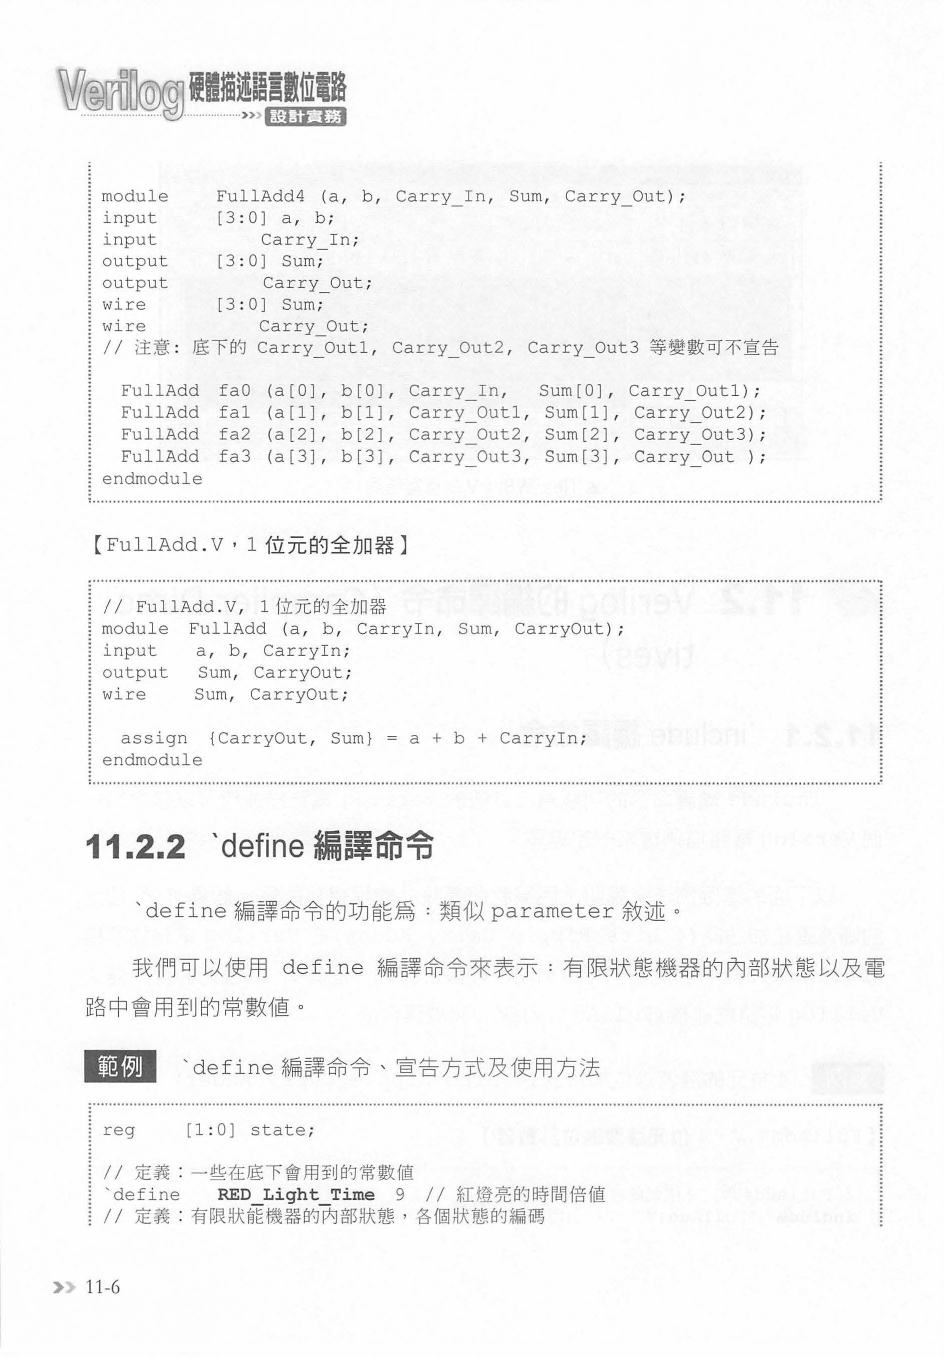 Verilog 硬體描述語言數位電路
>>> 設計實務
module FullAdd4 (a, b, Carry_In, Sum, Carry_Out);
input [3:0] a, b;
input Carry_In;
output [3:0] Sum;
output Carry_Out;
wire [3:0] Sum;
wire Carry_Out;
// 注意: 底下的 Carry_Out1, Carry_Out2, Carry_Out3 等變數可不宣告
FullAdd fa0 (a[0], b[0], Carry_In, Sum[0], Carry_Out1);
FullAdd fa1 (a[1], b[1], Carry_Out1, Sum[1], Carry_Out2);
FullAdd fa2 (a[2], b[2], Carry_Out2, Sum[2], Carry_Out3);
FullAdd fa3 (a[3], b[3], Carry_Out3, Sum[3], Carry_Out );
endmodule
【FullAdd.V，1 位元的全加器】
// FullAdd.V, 1 位元的全加器
module FullAdd (a, b, CarryIn, Sum, CarryOut);
input a, b, CarryIn;
output Sum, CarryOut;
wire Sum, CarryOut;
assign {CarryOut, Sum} = a + b + CarryIn;
endmodule
11.2.2 `define 編譯命令
`define 編譯命令的功能為：類似 parameter 敘述。
我們可以使用 define 編譯命令來表示：有限狀態機器的內部狀態以及電
路中會用到的常數值。
範例 `define 編譯命令、宣告方式及使用方法
reg [1:0] state;
// 定義：一些在底下會用到的常數值
`define RED_Light_Time 9 // 紅燈亮的時間倍值
// 定義：有限狀能機器的內部狀態，各個狀態的編碼
>> 11-6